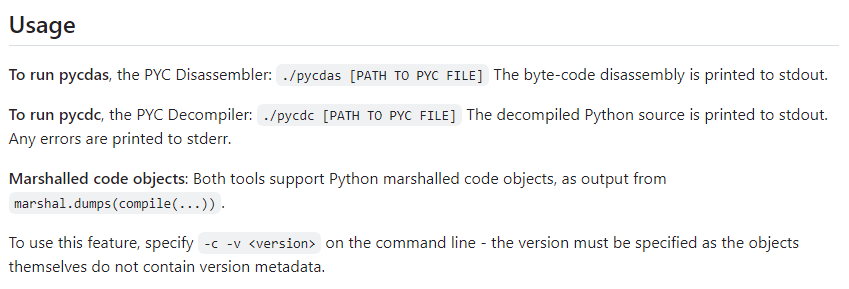 Usage
To run pycdas, the PYC Disassembler: ./pycdas [PATH TO PYC FILE] The byte-code disassembly is printed to stdout.
To run pycdc, the PYC Decompiler: ./pycdc [PATH TO PYC FILE] The decompiled Python source is printed to stdout.
Any errors are printed to stderr.
Marshalled code objects: Both tools support Python marshalled code objects, as output from
marshal.dumps(compile(...)).
To use this feature, specify -c -v <version> on the command line - the version must be specified as the objects
themselves do not contain version metadata.